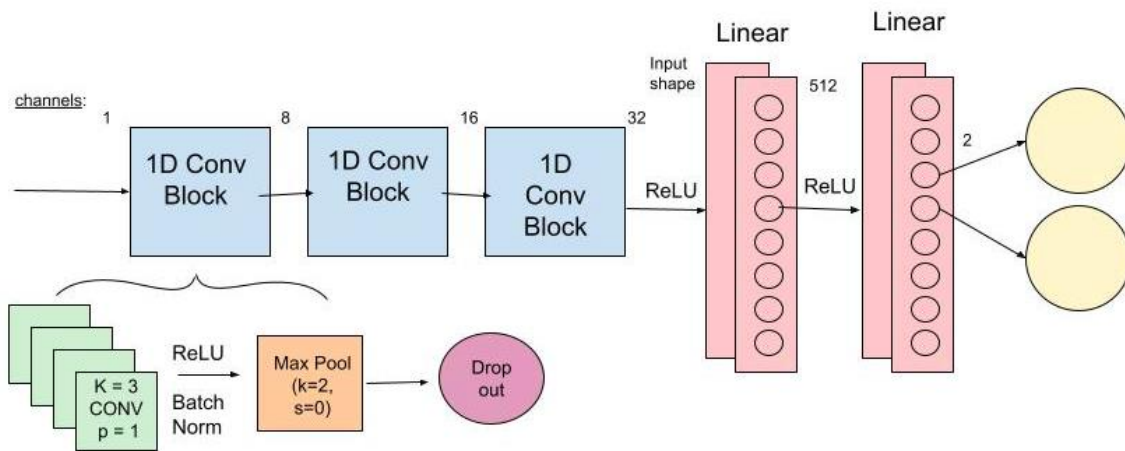 Linear
Linear
Input
shape
512
channels:
1
8
16
32
2
1D Conv
Block
1D Conv
Block
1D
Conv
Block
ReLU
ReLU
K = 3
CONV
p = 1
ReLU
Batch
Norm
Max Pool
(k=2,
s=0)
Drop
out